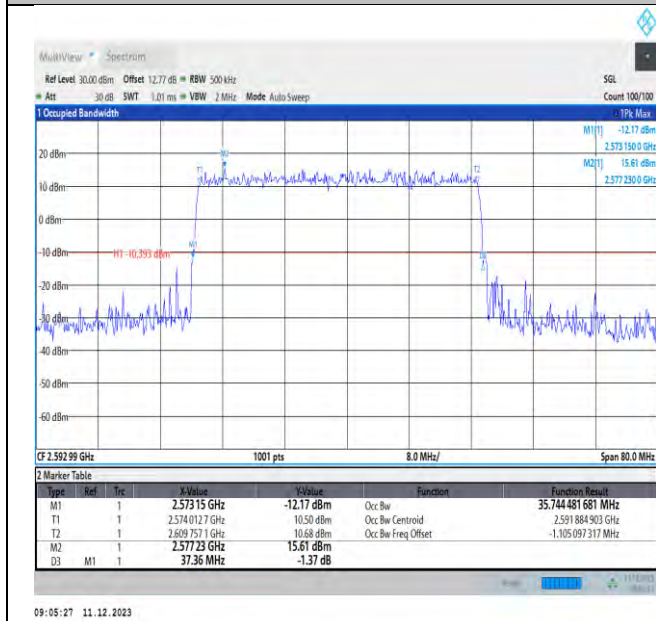 MultiView Spectrum
Ref Level 30.00 dBm Offset 12.77 dB RBW 500 kHz SGL
Att 30 dB SWT 1.01 ms VBW 2 MHz Mode Auto Sweep Count 100/100
1 Occupied Bandwidth 1Pk Max
M1[1] -12.17 dBm
2.573 150 0 GHz
M2[1] 15.61 dBm
2.577 230 0 GHz
20 dBm
M2
T1 T2
10 dBm
0 dBm
M1
-10 dBm H1 -10.393 dBm
D3
-20 dBm
-30 dBm
-40 dBm
-50 dBm
-60 dBm
CF 2.592 99 GHz 1001 pts 8.0 MHz/ Span 80.0 MHz
2 Marker Table
Type Ref Trc X-Value Y-Value Function Function Result
M1 1 2.573 15 GHz -12.17 dBm Occ Bw 35.744 481 681 MHz
T1 1 2.574 012 7 GHz 10.50 dBm Occ Bw Centroid 2.591 884 903 GHz
T2 1 2.609 757 1 GHz 10.68 dBm Occ Bw Freq Offset -1.105 097 317 MHz
M2 1 2.577 23 GHz 15.61 dBm
D3 M1 1 37.36 MHz -1.37 dB
09:05:27 11.12.2023